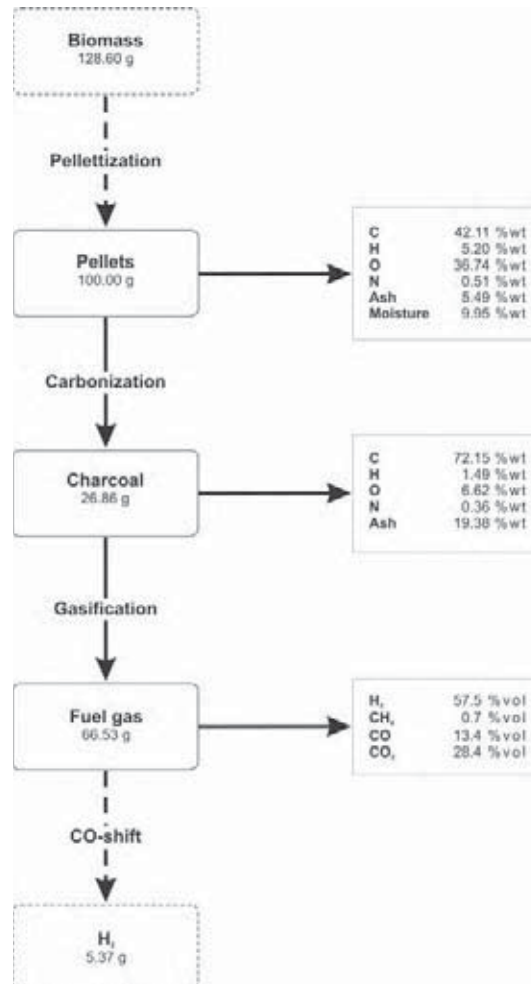 Biomass
128.60 g
Pellettization
Pellets
100.00 g
C 42.11 %wt
H 5.20 %wt
O 36.74 %wt
N 0.51 %wt
Ash 5.49 %wt
Moisture 9.95 %wt
Carbonization
Charcoal
26.86 g
C 72.15 %wt
H 1.49 %wt
O 6.62 %wt
N 0.36 %wt
Ash 19.38 %wt
Gasification
Fuel gas
66.53 g
H₂ 57.5 %vol
CH₄ 0.7 %vol
CO 13.4 %vol
CO₂ 28.4 %vol
CO-shift
H₂
5.37 g